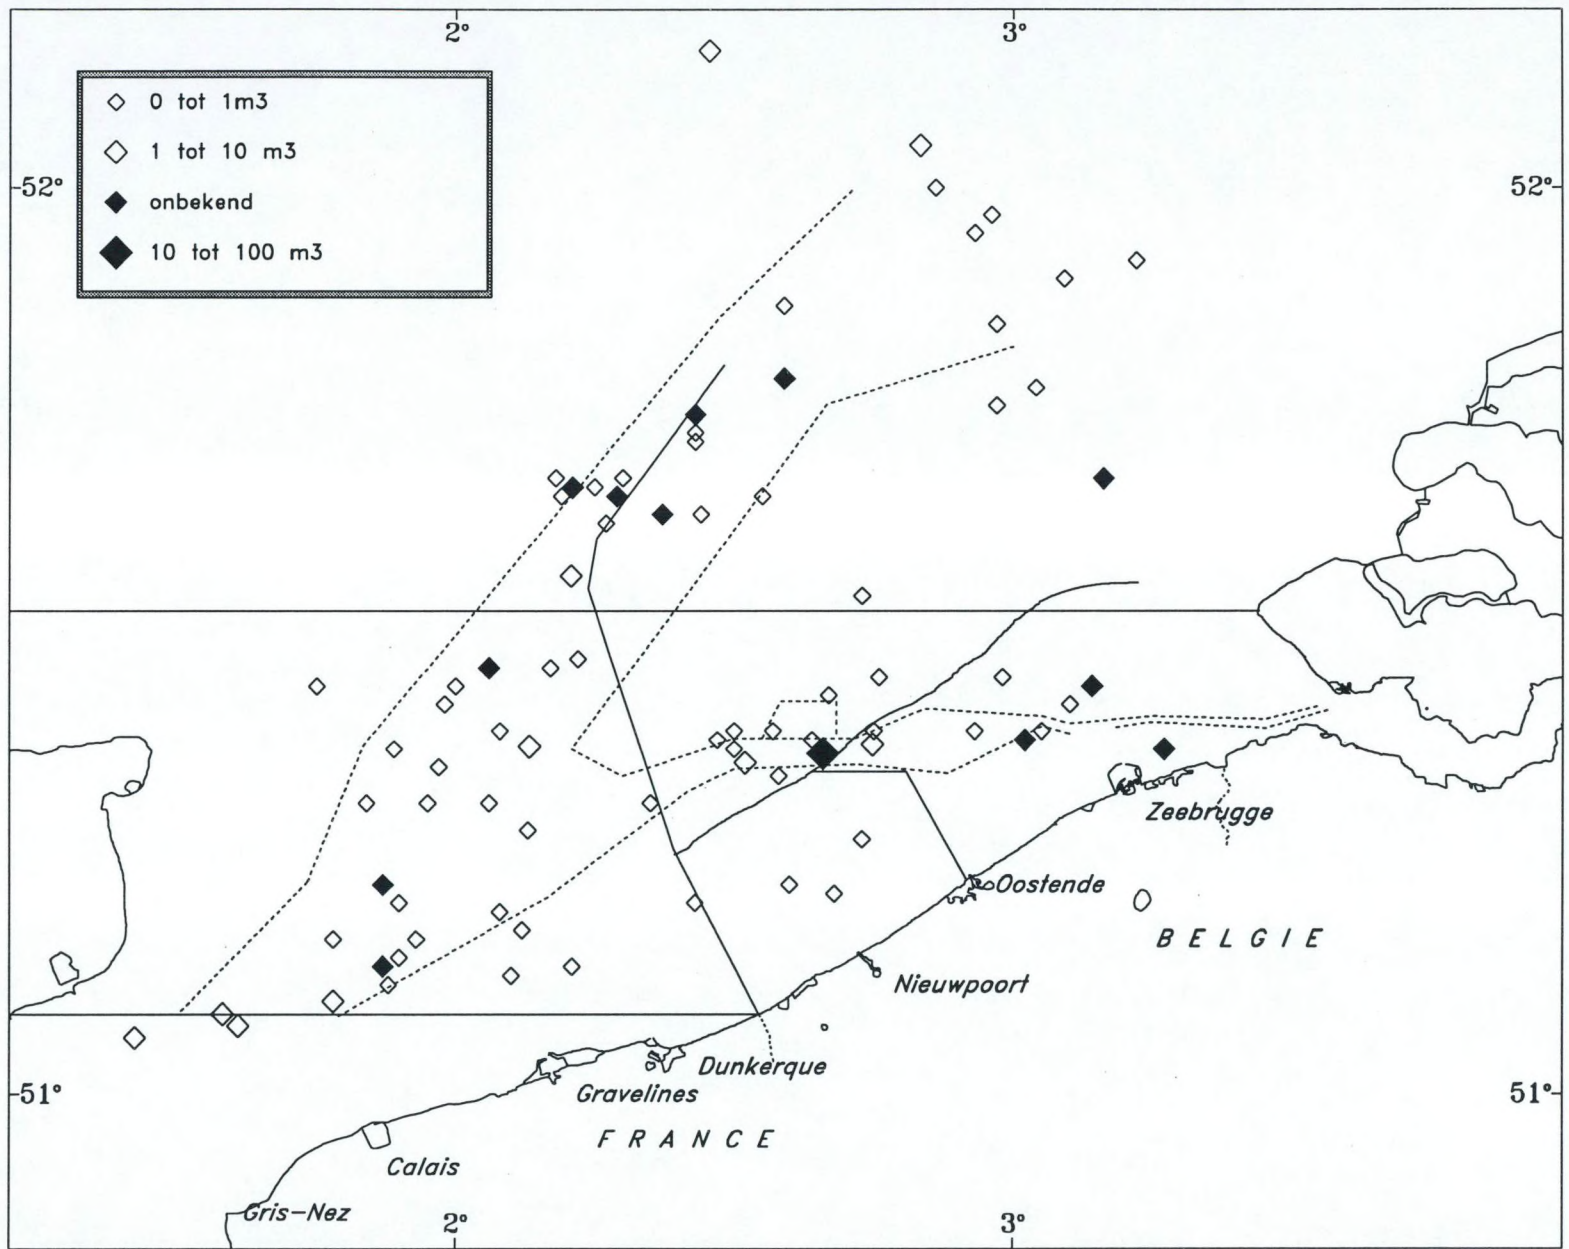 2° 3°
0 tot 1m3
1 tot 10 m3
onbekend
10 tot 100 m3
52° 52°
Zeebrugge
Oostende
BELGIE
Nieuwpoort
Dunkerque
51° 51°
Gravelines
FRANCE
Calais
Gris-Nez
2° 3°